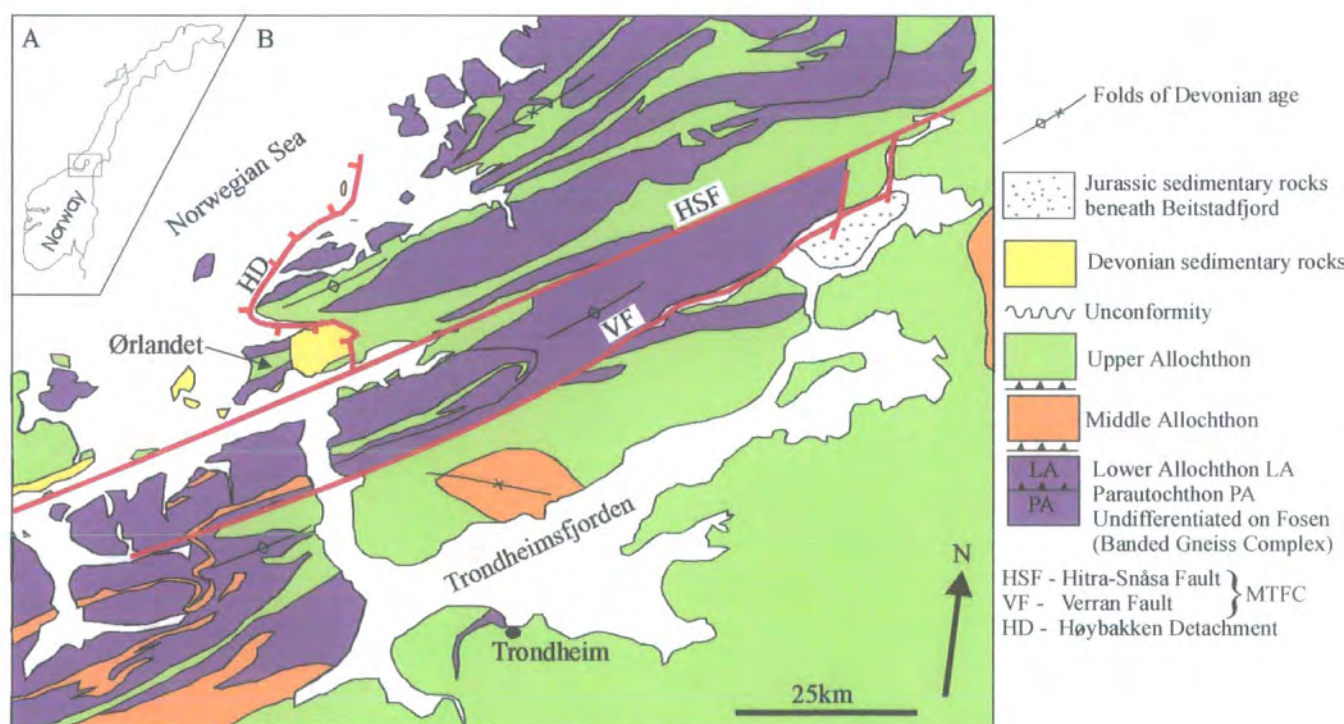 A
B
Norway
Norwegian Sea
HD
HSF
VF
Ørlandet
Trondheimsfjorden
Trondheim
N
25km
Folds of Devonian age
Jurassic sedimentary rocks
beneath Beitstadfjord
Devonian sedimentary rocks
Unconformity
Upper Allochthon
Middle Allochthon
LA
PA
Lower Allochthon LA
Parautochthon PA
Undifferentiated on Fosen
(Banded Gneiss Complex)
HSF - Hitra-Snåsa Fault
VF - Verran Fault
MTFC
HD - Høybakken Detachment